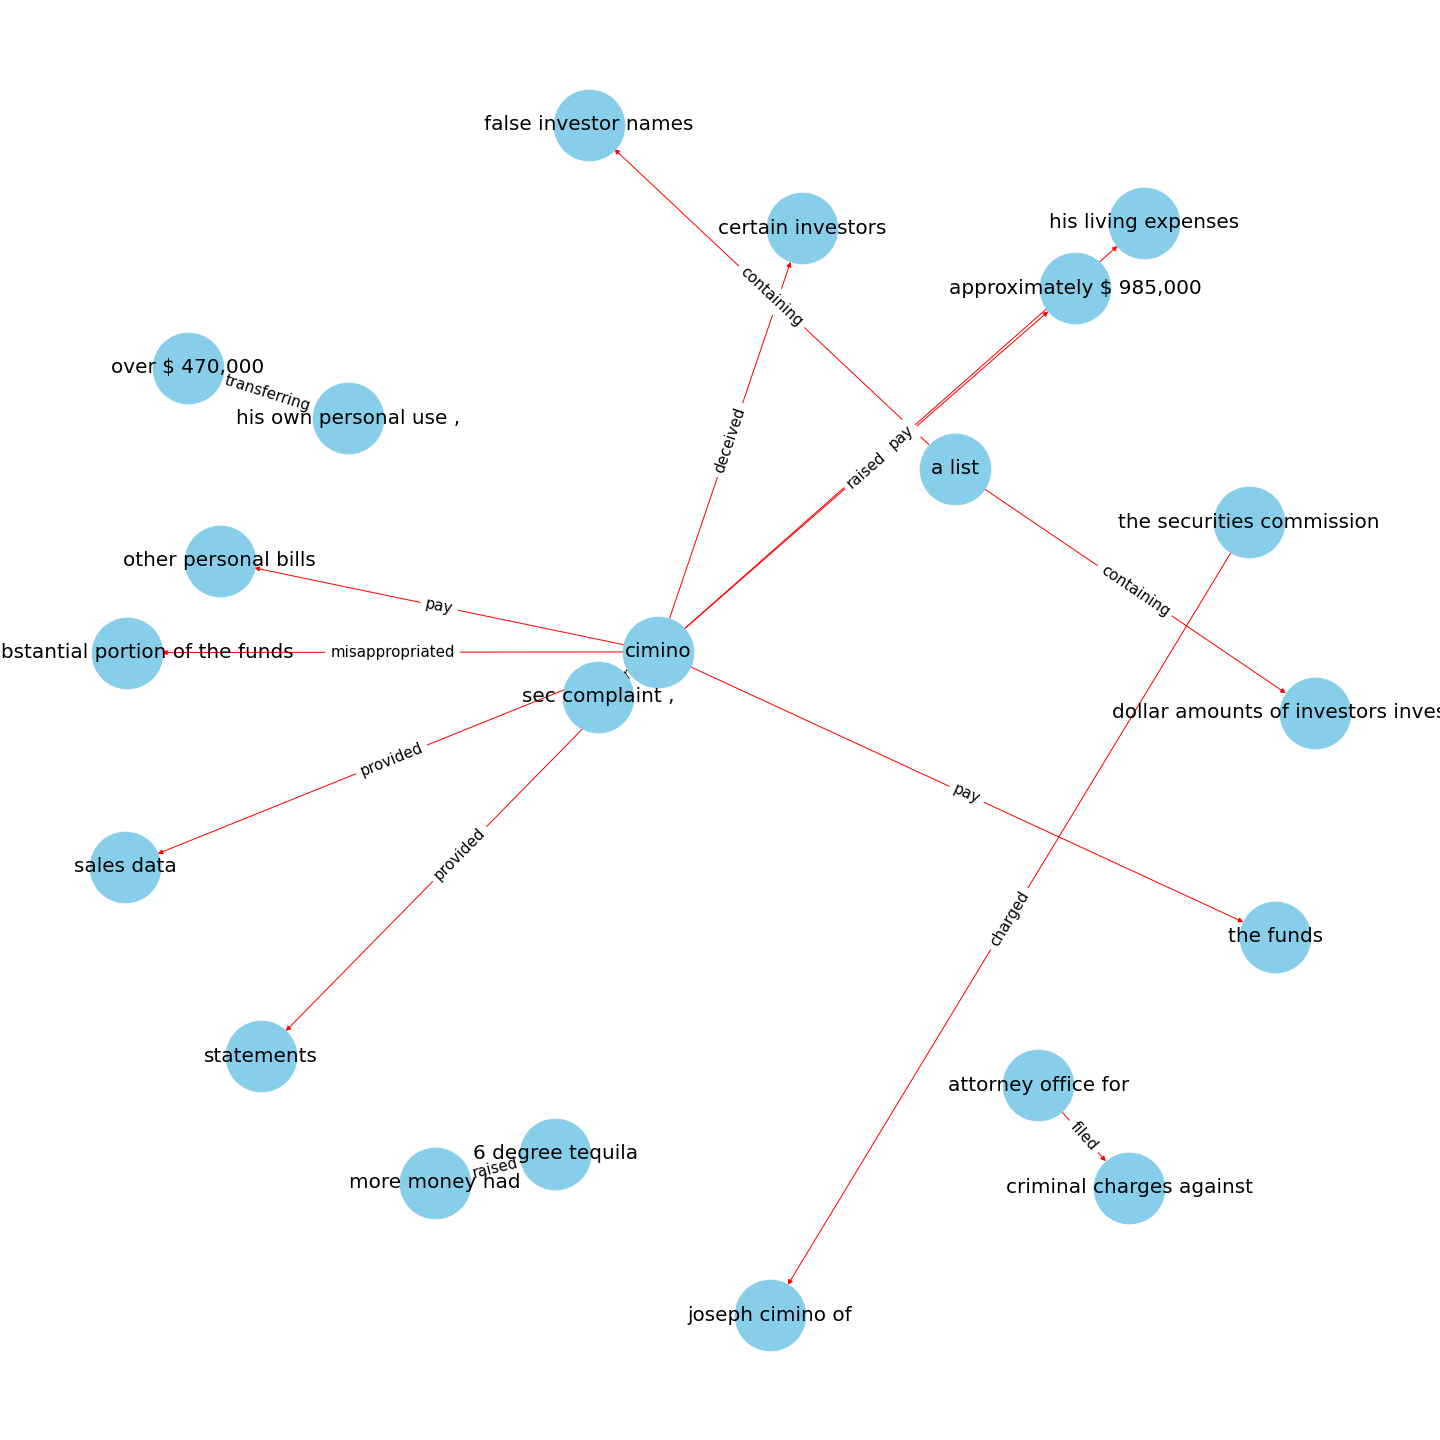 false investor names
his living expenses
certain investors
approximately $ 985,000
containing
over $ 470,000
transferring
his own personal use ,
deceived
pay
raised
a list
the securities commission
other personal bills
containing
pay
bstantial portion of the funds
misappropriated
cimino
sec complaint ,
dollar amounts of investors inves
provided
pay
provided
sales data
charged
the funds
statements
attorney office for
filed
6 degree tequila
raised
more money had
criminal charges against
joseph cimino of